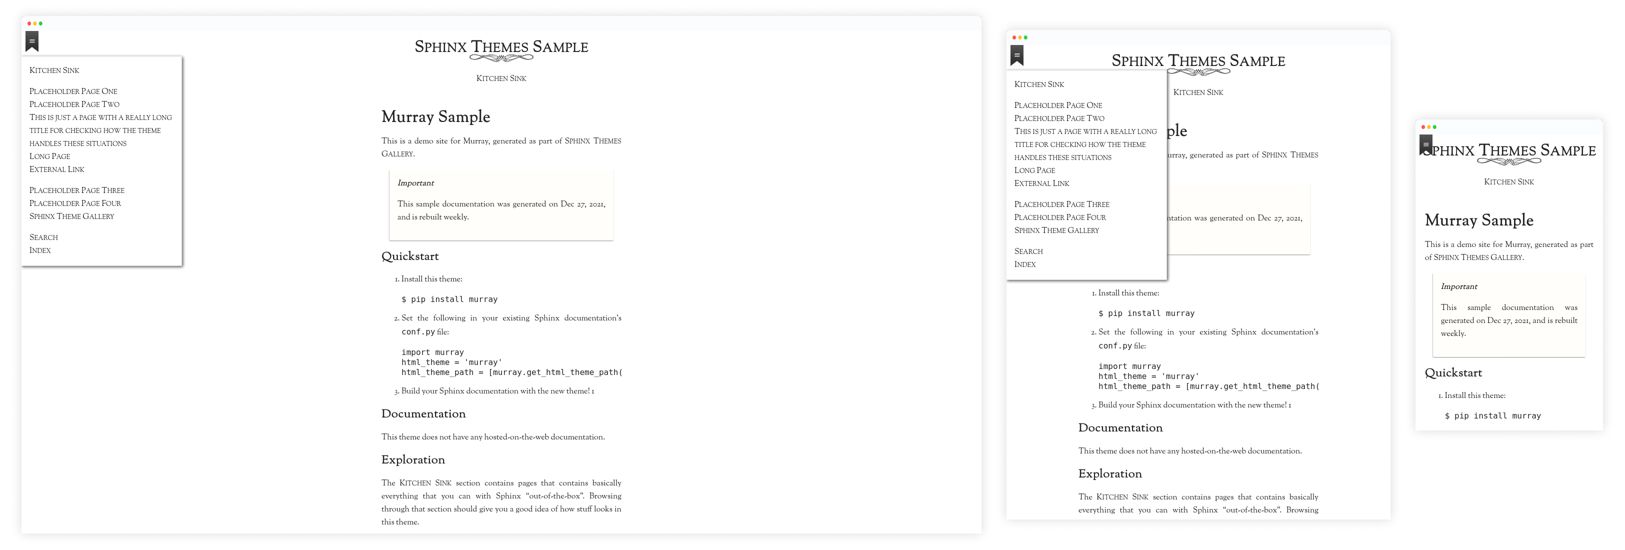 SPHINX THEMES SAMPLE
KITCHEN SINK
KITCHEN SINK
PLACEHOLDER PAGE ONE
PLACEHOLDER PAGE TWO
THIS IS JUST A PAGE WITH A REALLY LONG
TITLE FOR CHECKING HOW THE THEME
HANDLES THESE SITUATIONS
LONG PAGE
EXTERNAL LINK
PLACEHOLDER PAGE THREE
PLACEHOLDER PAGE FOUR
SPHINX THEME GALLERY
SEARCH
INDEX
Murray Sample
This is a demo site for Murray, generated as part of SPHINX THEMES
GALLERY.
Important
This sample documentation was generated on Dec 27, 2021,
and is rebuilt weekly.
Quickstart
1. Install this theme:
$ pip install murray
2. Set the following in your existing Sphinx documentation's
conf.py file:
import murray
html_theme = 'murray'
html_theme_path = [murray.get_html_theme_path(
3. Build your Sphinx documentation with the new theme! 1
Documentation
This theme does not have any hosted-on-the-web documentation.
Exploration
The KITCHEN SINK section contains pages that contains basically
everything that you can with Sphinx "out-of-the-box". Browsing
through that section should give you a good idea of how stuff looks in
this theme.
SPHINX THEMES SAMPLE
KITCHEN SINK
KITCHEN SINK
PLACEHOLDER PAGE ONE
PLACEHOLDER PAGE TWO
THIS IS JUST A PAGE WITH A REALLY LONG
TITLE FOR CHECKING HOW THE THEME
HANDLES THESE SITUATIONS
LONG PAGE
EXTERNAL LINK
PLACEHOLDER PAGE THREE
PLACEHOLDER PAGE FOUR
SPHINX THEME GALLERY
SEARCH
INDEX
ple
urray, generated as part of SPHINX THEMES
ntation was generated on Dec 27, 2021,
1. Install this theme:
$ pip install murray
2. Set the following in your existing Sphinx documentation's
conf.py file:
import murray
html_theme = 'murray'
html_theme_path = [murray.get_html_theme_path(
3. Build your Sphinx documentation with the new theme! 1
Documentation
This theme does not have any hosted-on-the-web documentation.
Exploration
The KITCHEN SINK section contains pages that contains basically
everything that you can with Sphinx "out-of-the-box". Browsing
SPHINX THEMES SAMPLE
KITCHEN SINK
Murray Sample
This is a demo site for Murray, generated as part
of SPHINX THEMES GALLERY.
Important
This sample documentation was
generated on Dec 27, 2021, and is rebuilt
weekly.
Quickstart
1. Install this theme:
$ pip install murray